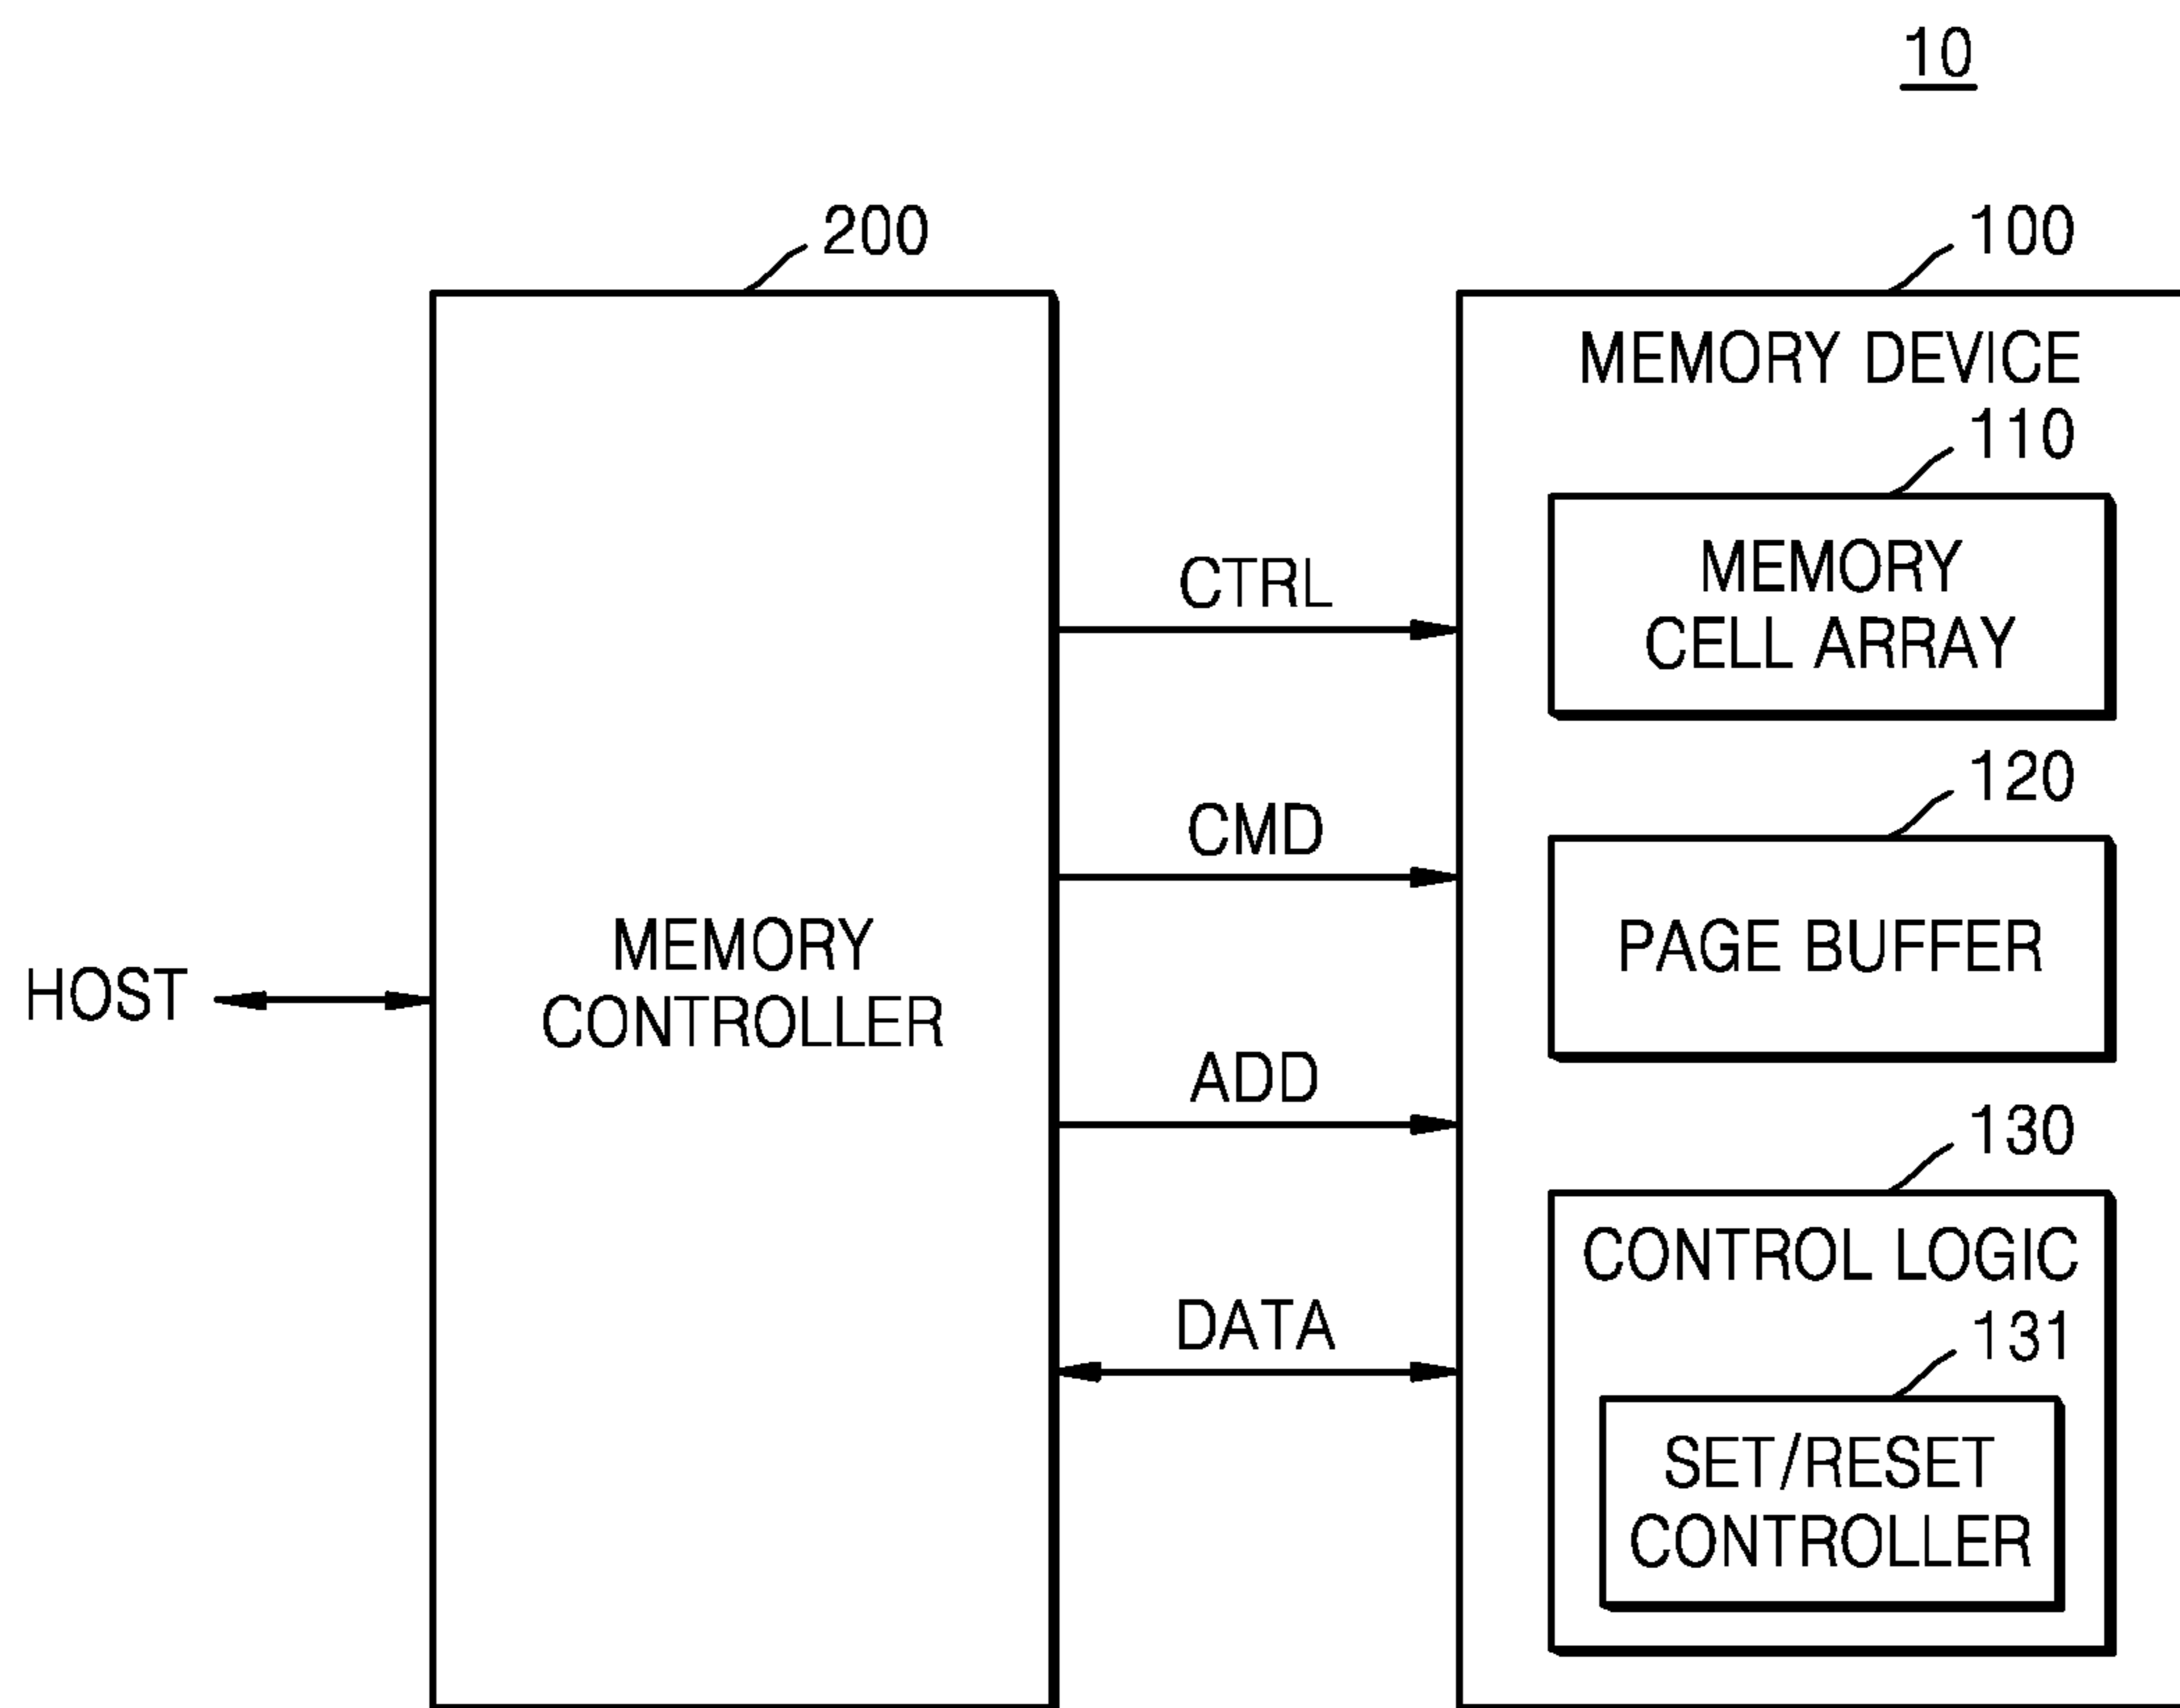 10
200
100
MEMORY DEVICE
110
MEMORY
CELL ARRAY
CTRL
120
CMD
PAGE BUFFER
MEMORY
CONTROLLER
HOST
ADD
130
CONTROL LOGIC
DATA
131
SET/RESET
CONTROLLER